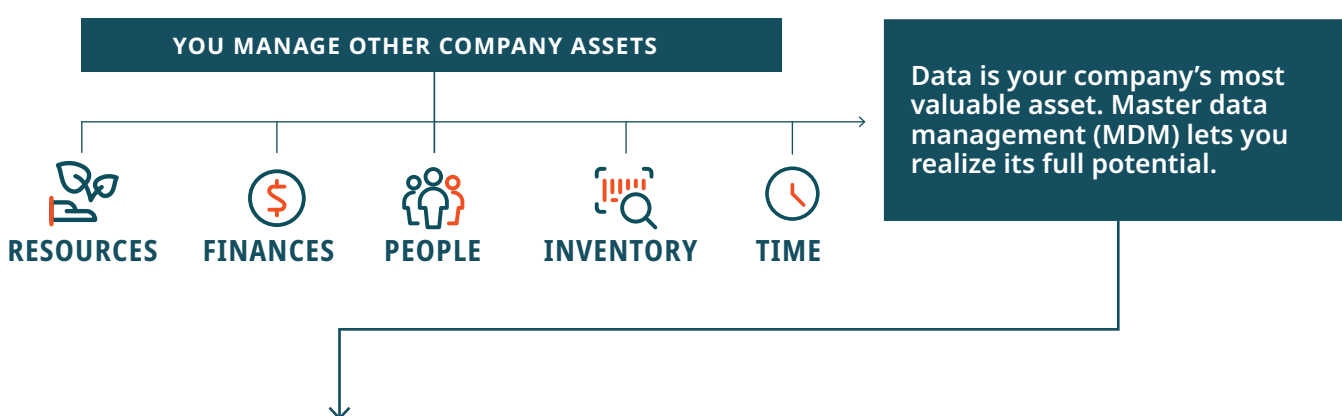 YOU MANAGE OTHER COMPANY ASSETS
Data is your company’s most
valuable asset. Master data
management (MDM) lets you
realize its full potential.
RESOURCES
FINANCES
PEOPLE
INVENTORY
TIME